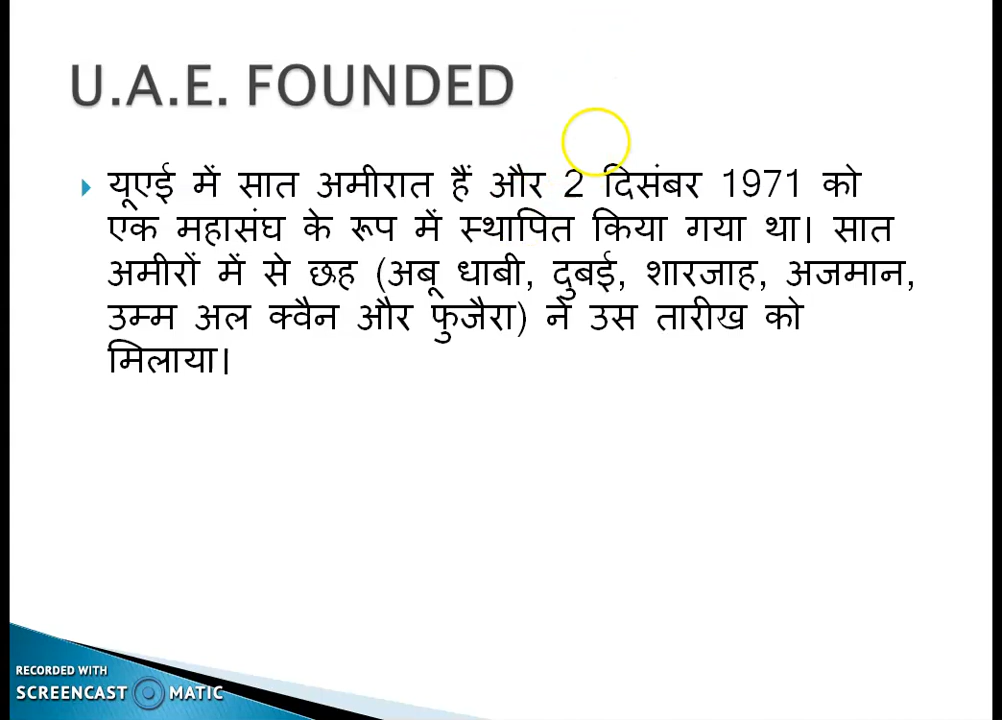 U.A.E. FOUNDED
यूएई में सात अमीरात हैं और 2 दिसंबर 1971 को
एक महासंघ के रूप में स्थापित किया गया था। सात
अमीरों में से छह (अबू धाबी, दुबई, शारजाह, अजमान,
उम्म अल क्वैन और फुजैरा) ने उस तारीख को
मिलाया।
RECORDED WITH
SCREENCAST MATIC